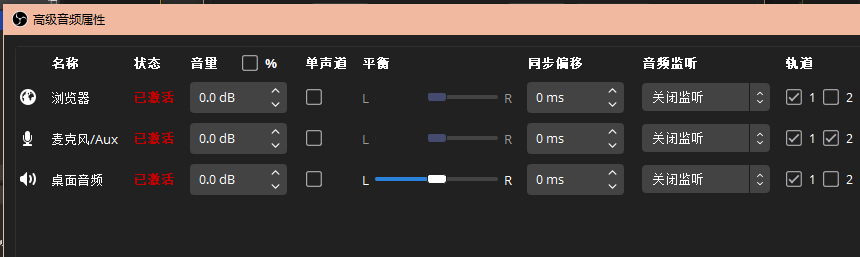 高级音频属性
名称 状态 音量 % 单声道 平衡 同步偏移 音频监听 轨道
浏览器 已激活 0.0 dB L R 0 ms 关闭监听 1 2
麦克风/Aux 已激活 0.0 dB L R 0 ms 关闭监听 1 2
桌面音频 已激活 0.0 dB L R 0 ms 关闭监听 1 2